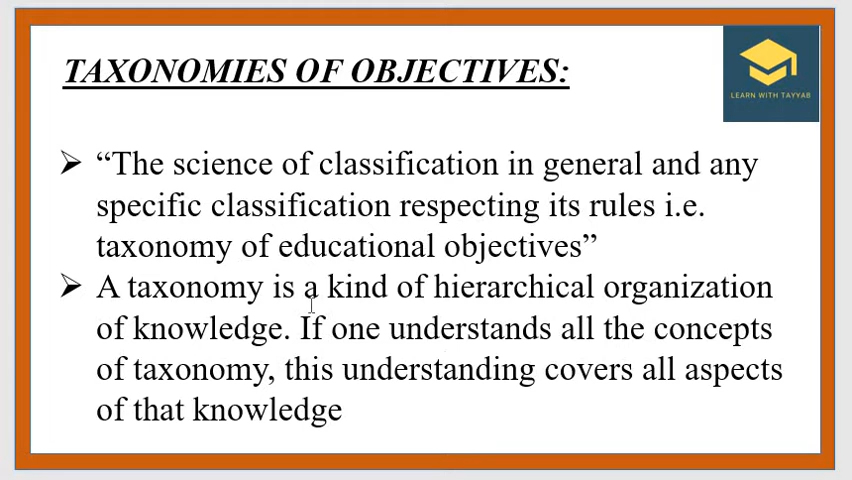 TAXONOMIES OF OBJECTIVES:
LEARN WITH TAYYAB
➢ “The science of classification in general and any
specific classification respecting its rules i.e.
taxonomy of educational objectives”
➢ A taxonomy is a kind of hierarchical organization
of knowledge. If one understands all the concepts
of taxonomy, this understanding covers all aspects
of that knowledge